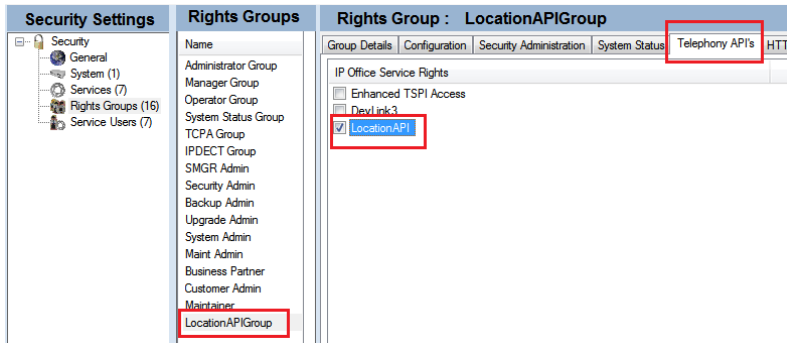 Security Settings
Security
General
System (1)
Services (7)
Rights Groups (16)
Service Users (7)
Rights Groups
Name
Administrator Group
Manager Group
Operator Group
System Status Group
TCPA Group
IPDECT Group
SMGR Admin
Security Admin
Backup Admin
Upgrade Admin
System Admin
Maint Admin
Business Partner
Customer Admin
Maintainer
LocationAPIGroup
Rights Group : LocationAPIGroup
Group Details Configuration Security Administration System Status Telephony API's HTT
IP Office Service Rights
Enhanced TSPI Access
DevLink3
LocationAPI